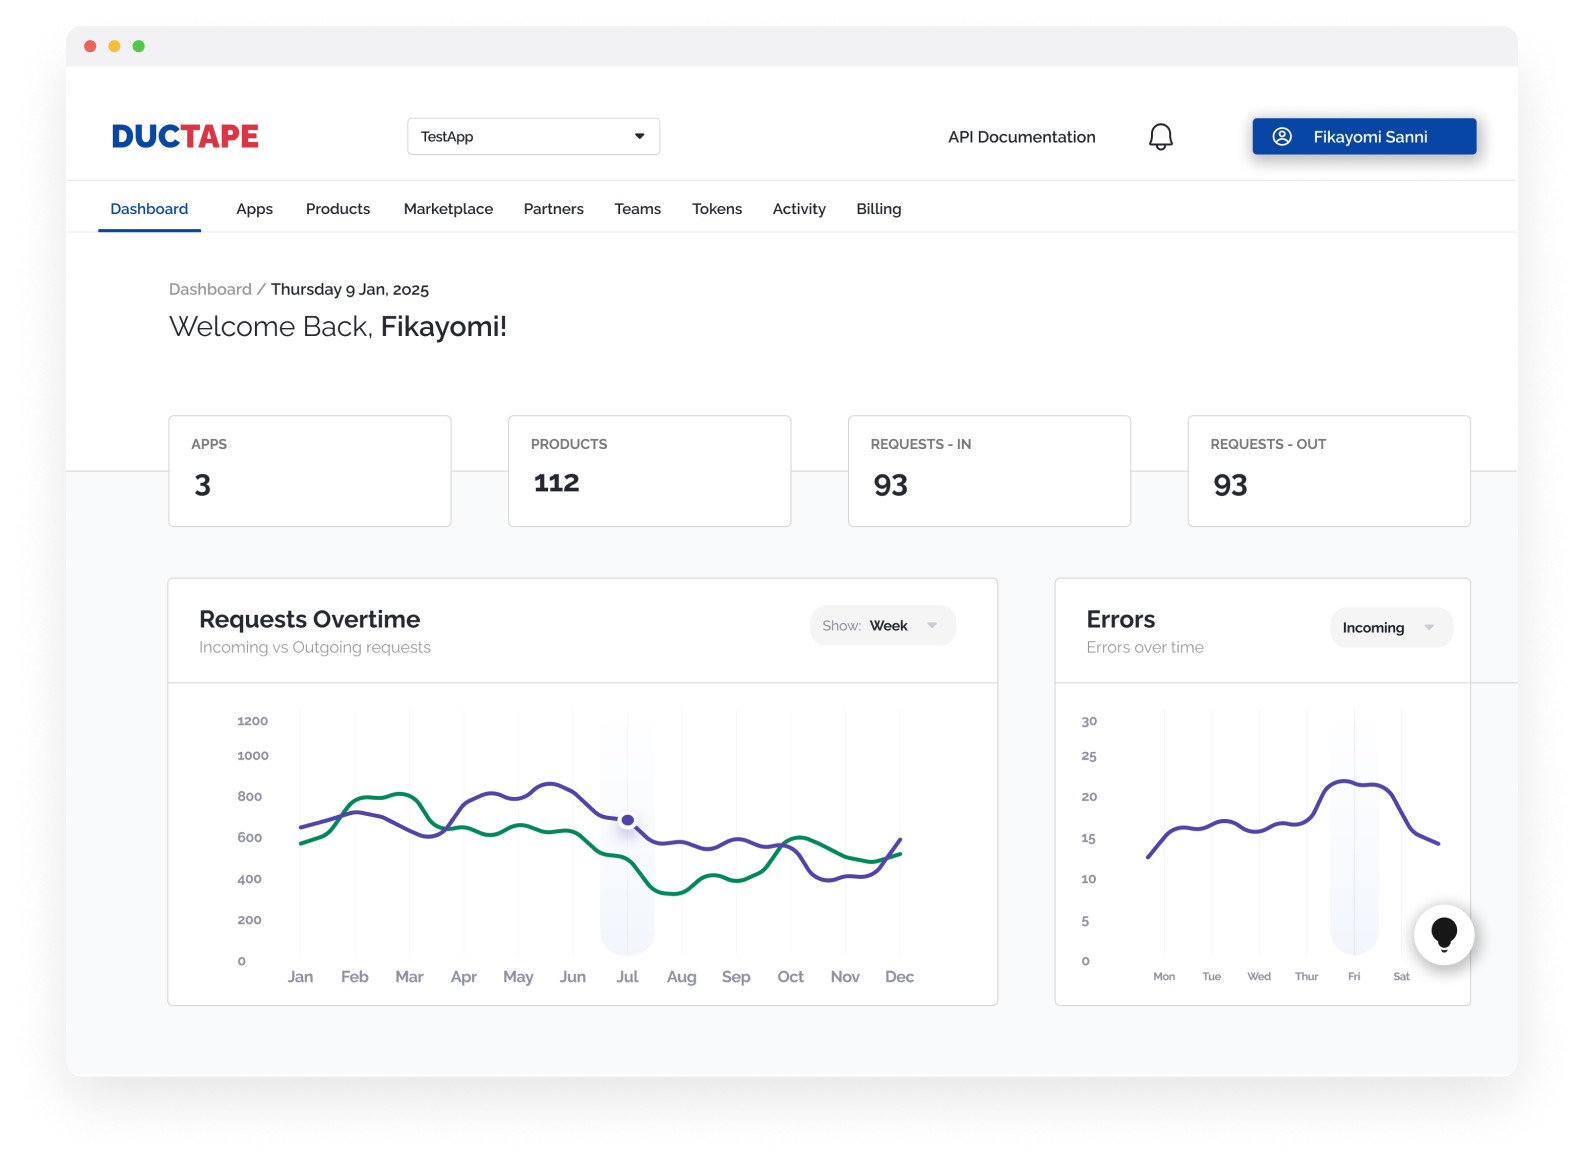 DUCTAPE
TestApp
API Documentation
Fikayomi Sanni
Dashboard Apps Products Marketplace Partners Teams Tokens Activity Billing
Dashboard / Thursday 9 Jan, 2025
Welcome Back, Fikayomi!
APPS
3
PRODUCTS
112
REQUESTS - IN
93
REQUESTS - OUT
93
Requests Overtime
Incoming vs Outgoing requests
Show: Week
1200
1000
800
600
400
200
0
Jan Feb Mar Apr May Jun Jul Aug Sep Oct Nov Dec
Errors
Errors over time
Incoming
30
25
20
15
10
5
0
Mon Tue Wed Thur Fri Sat